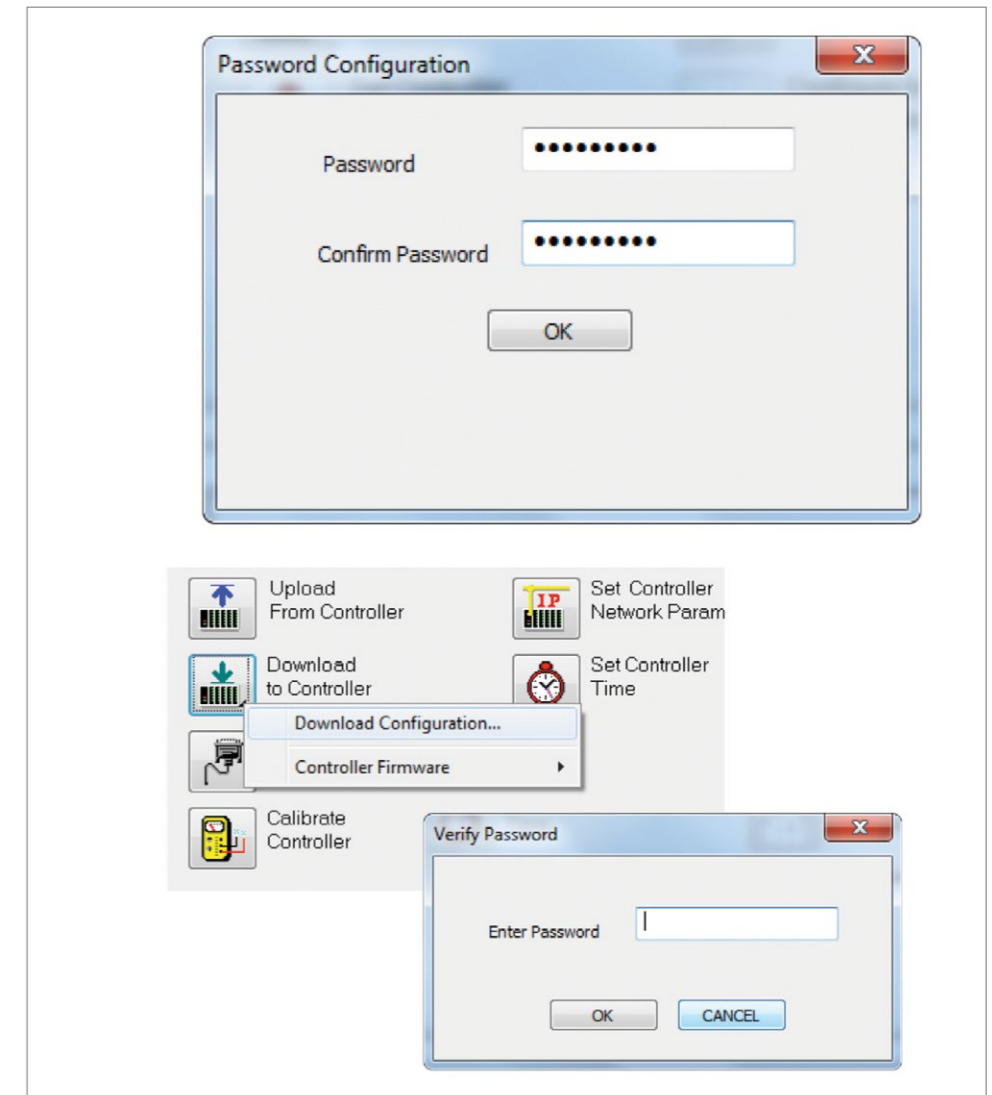 Password Configuration
x
Password
•••••••••
Confirm Password
•••••••••
OK
Upload
From Controller
IP
Set Controller
Network Param
Download
to Controller
Set Controller
Time
Download Configuration...
Controller Firmware
Calibrate
Controller
Verify Password
x
Enter Password
OK
CANCEL